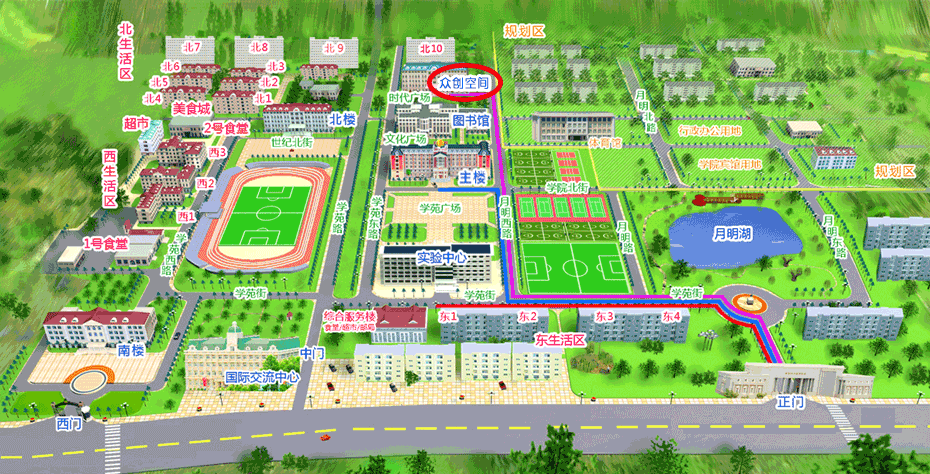 规划区
北生活区
北7
北8
北9
北10
北6
北3
北5
北2
北4
北1
众创空间
美食城
时代广场
月明北路
超市
2号食堂
北楼
图书馆
行政办公用地
世纪北街
文化广场
体育馆
西生活区
西3
主楼
学院宾馆用地
规划区
西2
学院北街
西1
学苑路
学苑东路
学苑广场
月明西路
月明路
月明湖
月明东路
1号食堂
学苑西路
实验中心
学苑街
学苑街
学苑街
综合服务楼
食堂/超市/邮局
东1
东2
东3
东4
南楼
中门
东生活区
国际交流中心
西门
正门